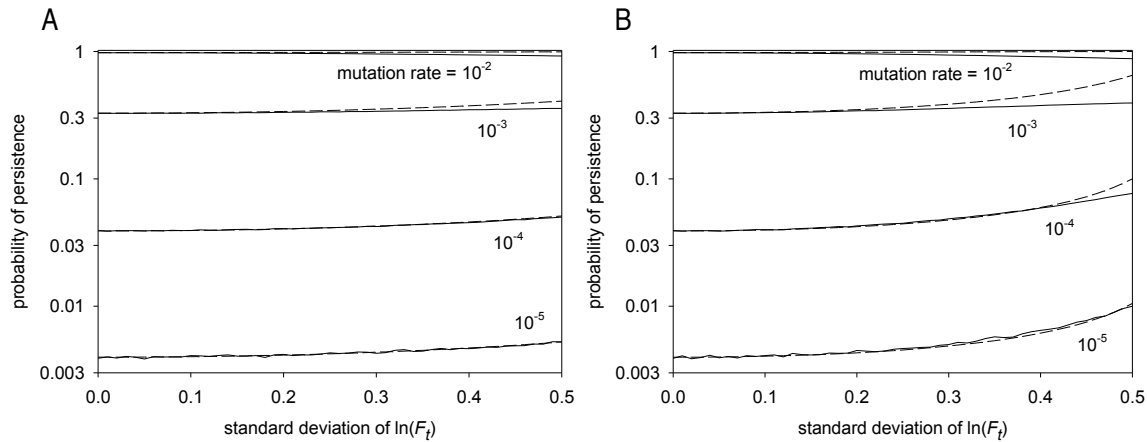 A
probability of persistence
1
0.3
0.1
0.03
0.01
0.003
mutation rate = 10⁻²
10⁻³
10⁻⁴
10⁻⁵
0.0 0.1 0.2 0.3 0.4 0.5
standard deviation of ln(Fₜ)
B
probability of persistence
1
0.3
0.1
0.03
0.01
0.003
mutation rate = 10⁻²
10⁻³
10⁻⁴
10⁻⁵
0.0 0.1 0.2 0.3 0.4 0.5
standard deviation of ln(Fₜ)